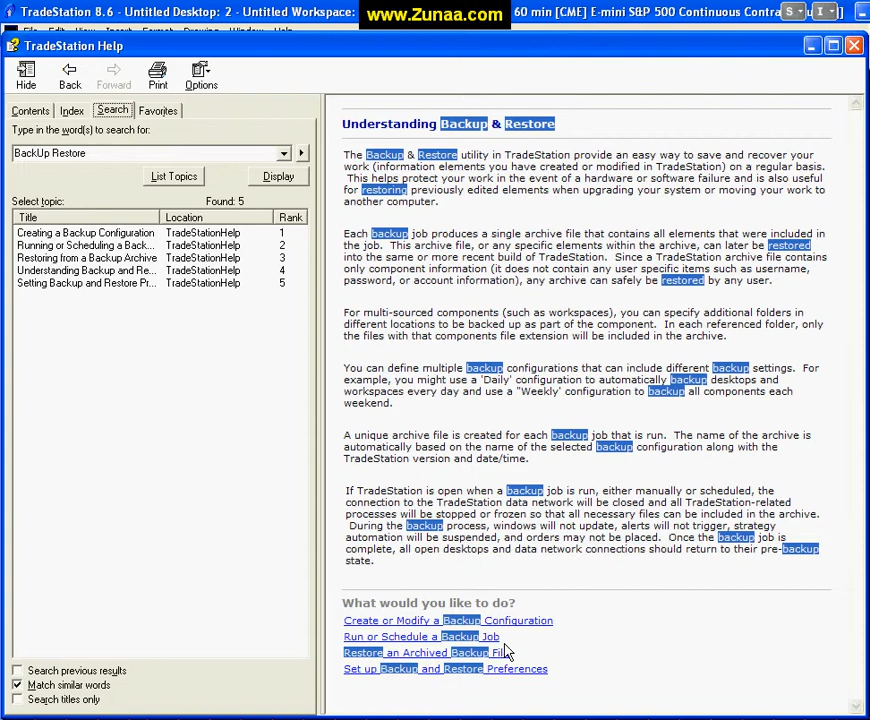 TradeStation 8.6 - Untitled Desktop: 2 - Untitled Workspace:
www.Zunaa.com
60 min [CME] E-mini S&P 500 Continuous Contra
S
I
TradeStation Help
Hide
Back
Forward
Print
Options
Contents
Index
Search
Favorites
Type in the word(s) to search for:
BackUp Restore
List Topics
Display
Select topic:
Found: 5
Title Location Rank
Creating a Backup Configuration TradeStationHelp 1
Running or Scheduling a Back... TradeStationHelp 2
Restoring from a Backup Archive TradeStationHelp 3
Understanding Backup and Re... TradeStationHelp 4
Setting Backup and Restore Pr... TradeStationHelp 5
Search previous results
Match similar words
Search titles only
Understanding Backup & Restore
The Backup & Restore utility in TradeStation provide an easy way to save and recover your
work (information elements you have created or modified in TradeStation) on a regular basis.
This helps protect your work in the event of a hardware or software failure and is also useful
for restoring previously edited elements when upgrading your system or moving your work to
another computer.
Each backup job produces a single archive file that contains all elements that were included in
the job. This archive file, or any specific elements within the archive, can later be restored
into the same or more recent build of TradeStation. Since a TradeStation archive file contains
only component information (it does not contain any user specific items such as username,
password, or account information), any archive can safely be restored by any user.
For multi-sourced components (such as workspaces), you can specify additional folders in
different locations to be backed up as part of the component. In each referenced folder, only
the files with that components file extension will be included in the archive.
You can define multiple backup configurations that can include different backup settings. For
example, you might use a 'Daily' configuration to automatically backup desktops and
workspaces every day and use a "Weekly' configuration to backup all components each
weekend.
A unique archive file is created for each backup job that is run. The name of the archive is
automatically based on the name of the selected backup configuration along with the
TradeStation version and date/time.
If TradeStation is open when a backup job is run, either manually or scheduled, the
connection to the TradeStation data network will be closed and all TradeStation-related
processes will be stopped or frozen so that all necessary files can be included in the archive.
During the backup process, windows will not update, alerts will not trigger, strategy
automation will be suspended, and orders may not be placed. Once the backup job is
complete, all open desktops and data network connections should return to their pre-backup
state.
What would you like to do?
Create or Modify a Backup Configuration
Run or Schedule a Backup Job
Restore an Archived Backup File
Set up Backup and Restore Preferences